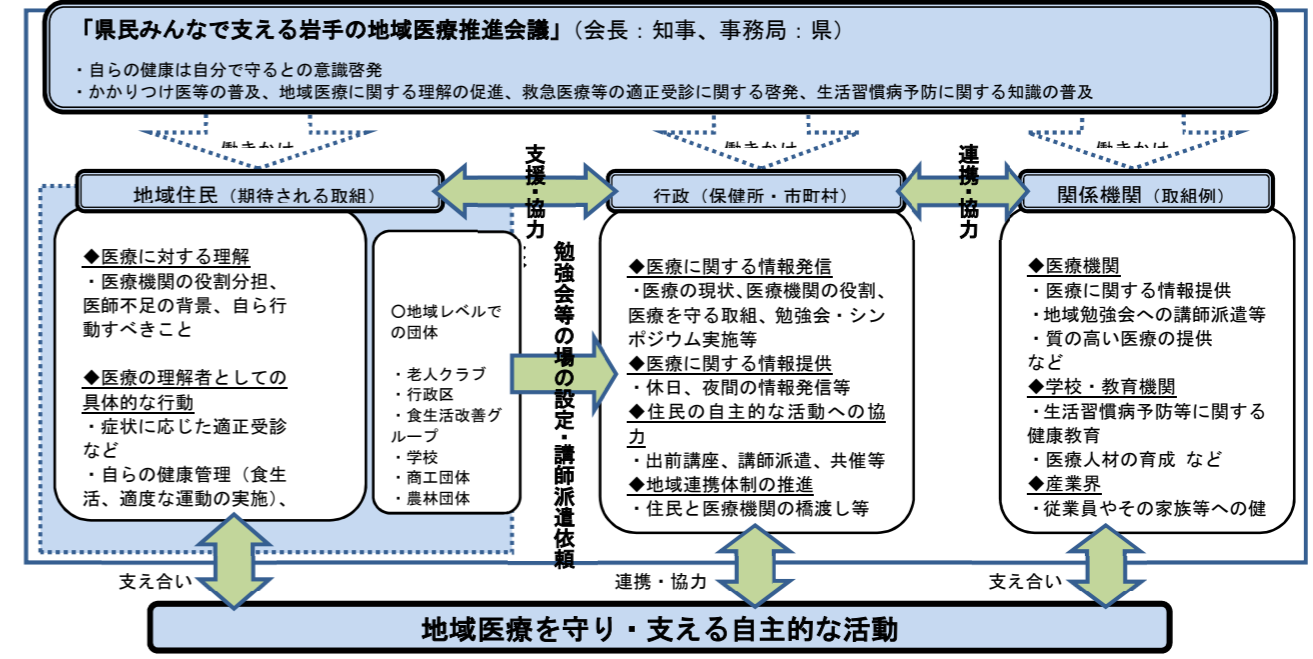 「県民みんなで支える岩手の地域医療推進会議」（会長：知事、事務局：県）
・自らの健康は自分で守るとの意識啓発
・かかりつけ医等の普及、地域医療に関する理解の促進、救急医療等の適正受診に関する啓発、生活習慣病予防に関する知識の普及
働きかけ
働きかけ
働きかけ
支援・協力
連携・協力
地域住民（期待される取組）
行政（保健所・市町村）
関係機関（取組例）
◆医療に対する理解
・医療機関の役割分担、
医師不足の背景、自ら行
動すべきこと
◆医療の理解者としての
具体的な行動
・症状に応じた適正受診
など
・自らの健康管理（食生
活、適度な運動の実施）、
〇地域レベルで
の団体
・老人クラブ
・行政区
・食生活改善グ
ループ
・学校
・商工団体
・農林団体
勉強会等の場の設定・講師派遣依頼
◆医療に関する情報発信
・医療の現状、医療機関の役割、
医療を守る取組、勉強会・シン
ポジウム実施等
◆医療に関する情報提供
・休日、夜間の情報発信等
◆住民の自主的な活動への協
力
・出前講座、講師派遣、共催等
◆地域連携体制の推進
・住民と医療機関の橋渡し等
◆医療機関
・医療に関する情報提供
・地域勉強会への講師派遣等
・質の高い医療の提供
など
◆学校・教育機関
・生活習慣病予防等に関する
健康教育
・医療人材の育成 など
◆産業界
・従業員やその家族等への健
支え合い
連携・協力
支え合い
地域医療を守り・支える自主的な活動